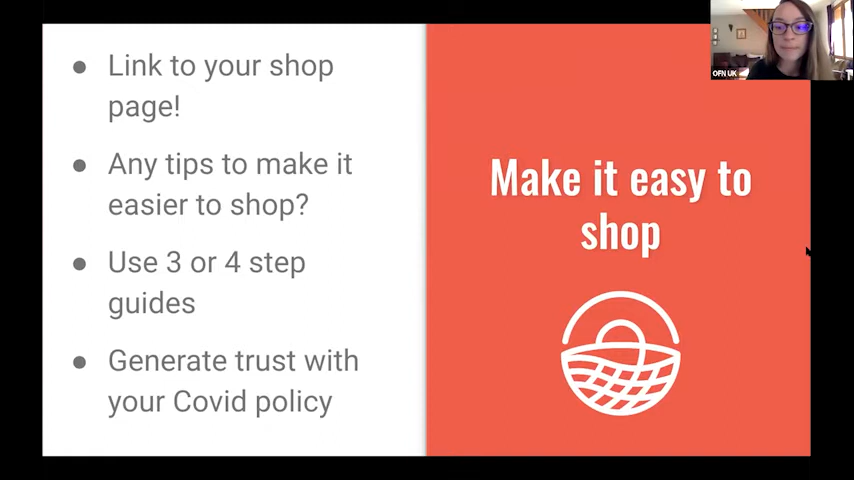 Link to your shop
page!
Any tips to make it
easier to shop?
Use 3 or 4 step
guides
Generate trust with
your Covid policy
Make it easy to
shop
OFN UK